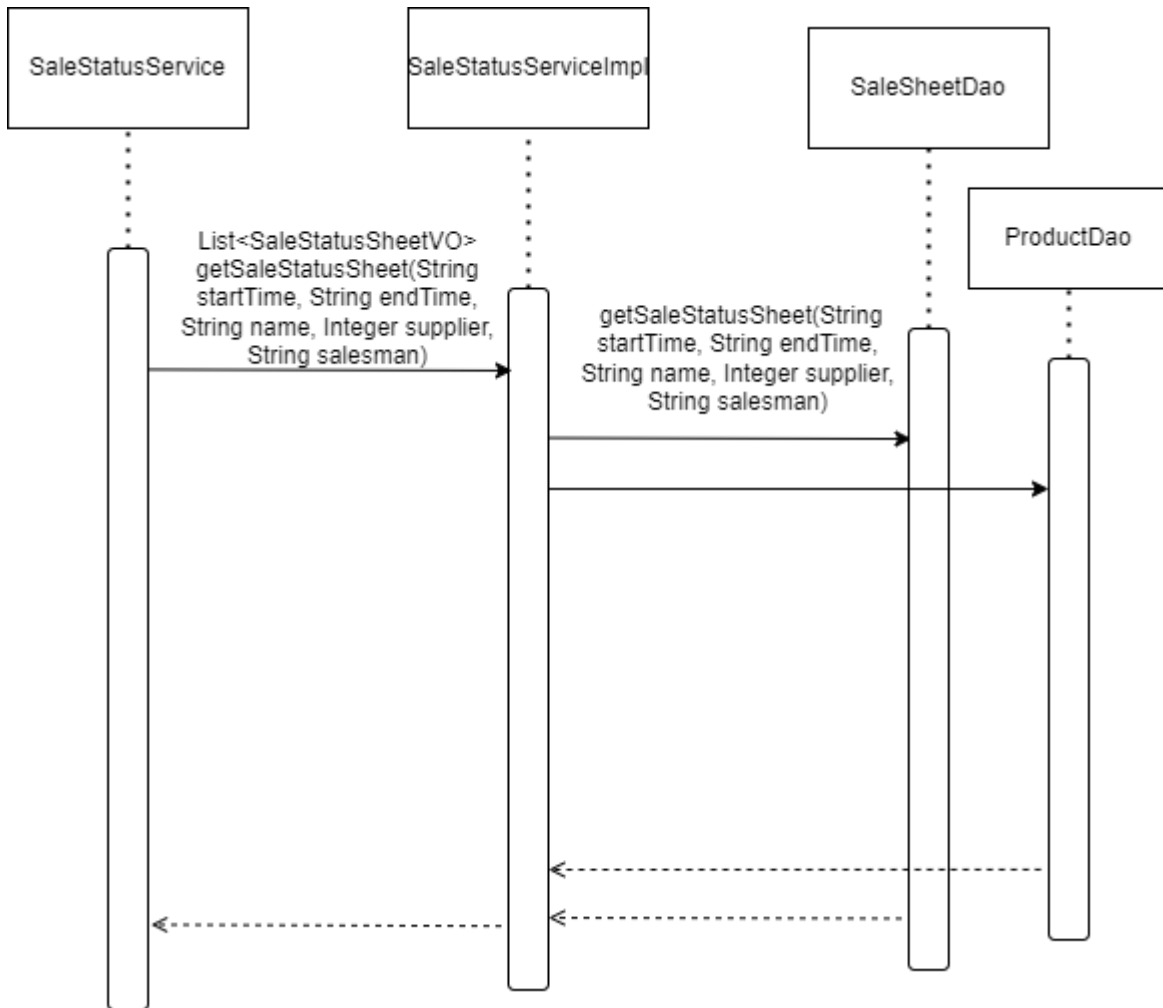 SaleStatusService
SaleStatusServiceImpl
SaleSheetDao
ProductDao
List<SaleStatusSheetVO>
getSaleStatusSheet(String
startTime, String endTime,
String name, Integer supplier,
String salesman)
getSaleStatusSheet(String
startTime, String endTime,
String name, Integer supplier,
String salesman)